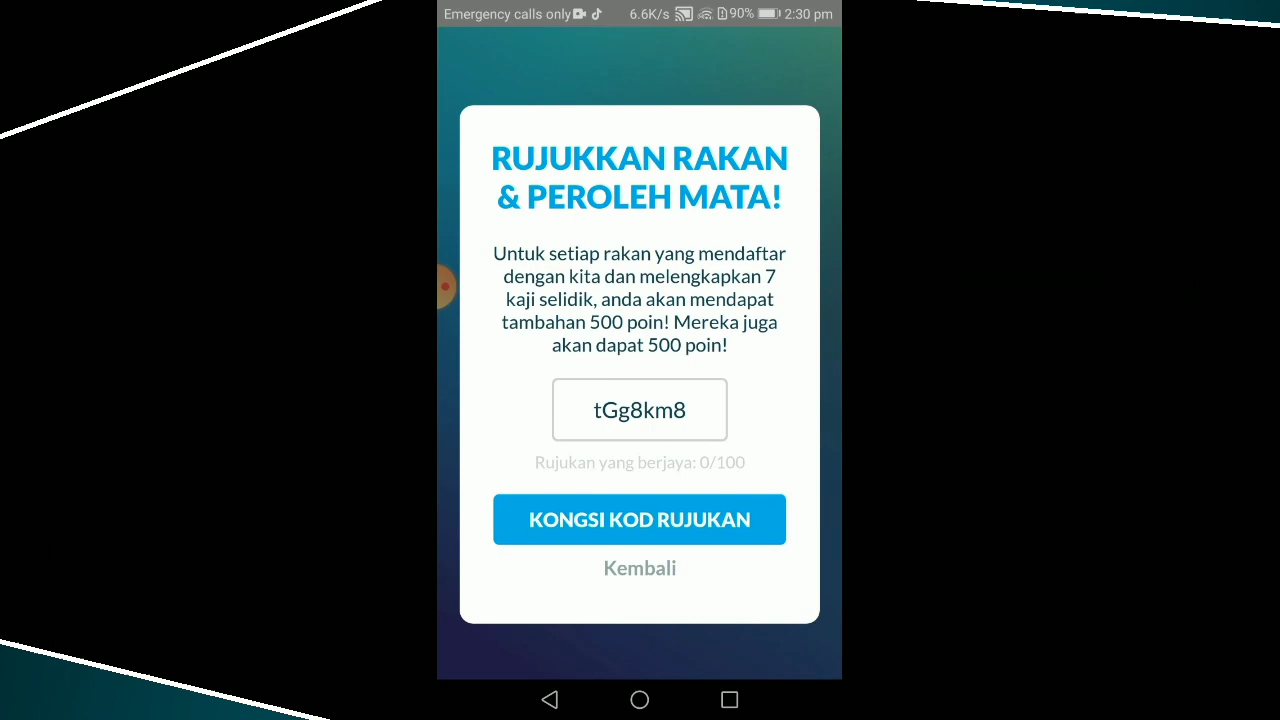 Emergency calls only 6.6K/s 90% 2:30 pm
RUJUKKAN RAKAN
& PEROLEH MATA!
Untuk setiap rakan yang mendaftar
dengan kita dan melengkapkan 7
kaji selidik, anda akan mendapat
tambahan 500 poin! Mereka juga
akan dapat 500 poin!
tGg8km8
Rujukan yang berjaya: 0/100
KONGSI KOD RUJUKAN
Kembali